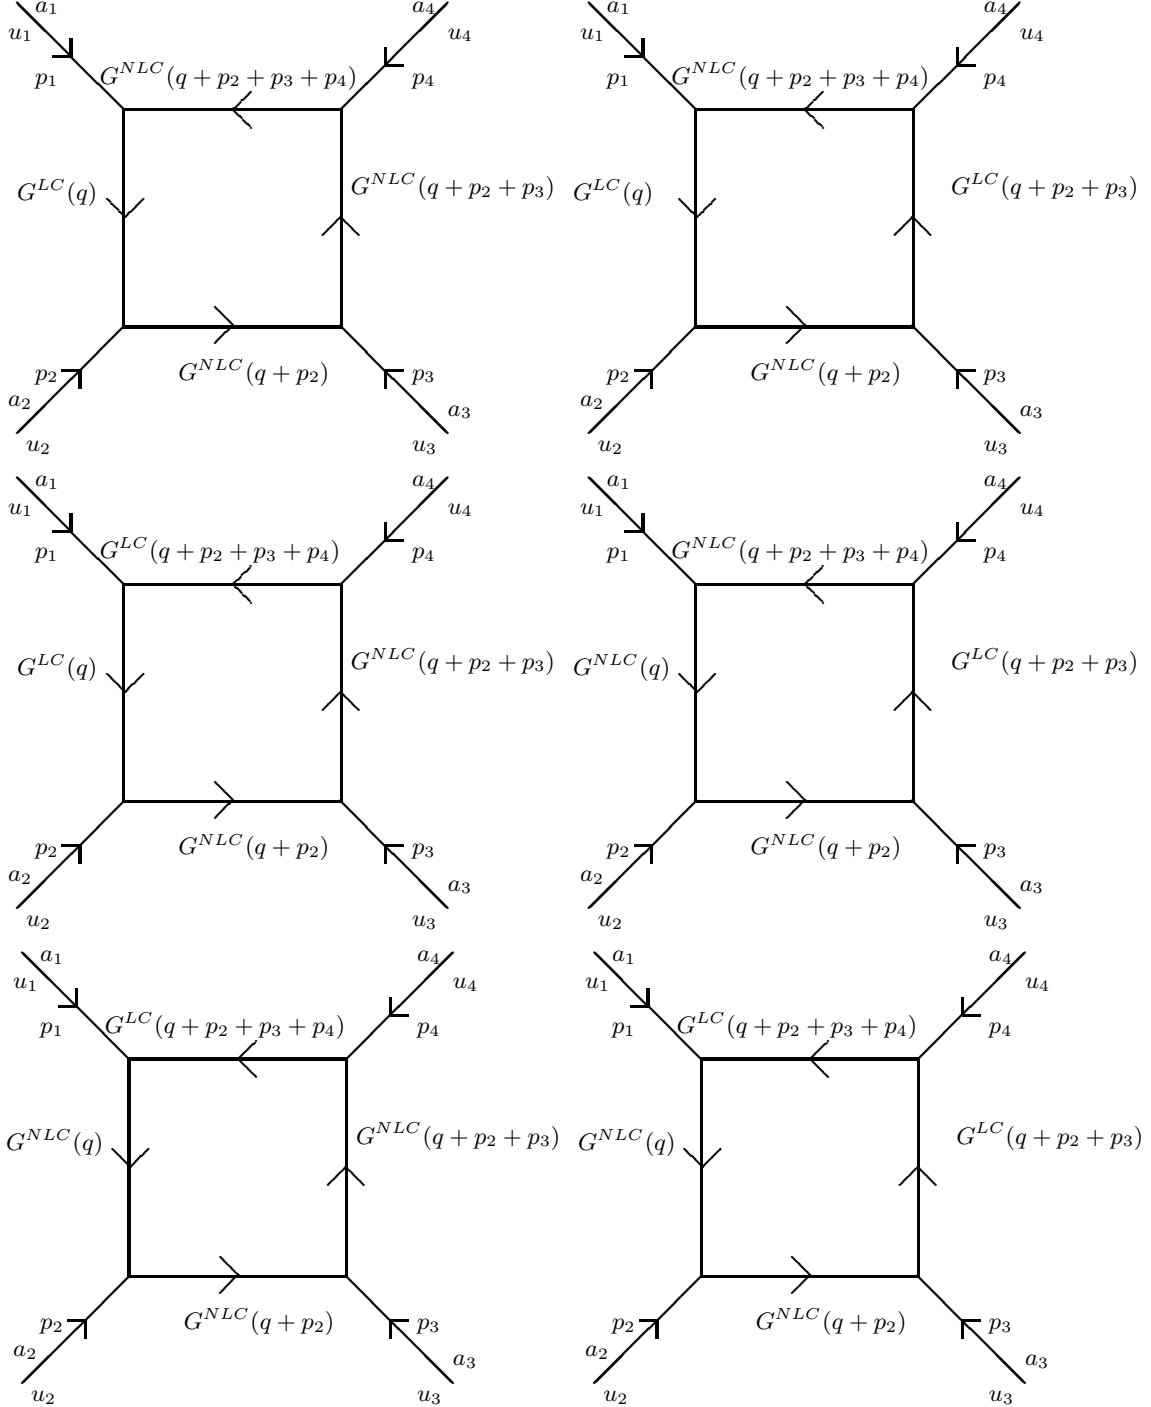 a₁ a₄ a₁ a₄
u₁ u₄ u₁ u₄
p₁ G^{NLC}(q + p₂ + p₃ + p₄) p₄ p₁ G^{NLC}(q + p₂ + p₃ + p₄) p₄
G^{LC}(q) G^{NLC}(q + p₂ + p₃) G^{LC}(q) G^{LC}(q + p₂ + p₃)
p₂ G^{NLC}(q + p₂) p₃ p₂ G^{NLC}(q + p₂) p₃
a₂ a₃ a₂ a₃
u₂ u₃ u₂ u₃
a₁ a₄ a₁ a₄
u₁ u₄ u₁ u₄
p₁ G^{LC}(q + p₂ + p₃ + p₄) p₄ p₁ G^{NLC}(q + p₂ + p₃ + p₄) p₄
G^{LC}(q) G^{NLC}(q + p₂ + p₃) G^{NLC}(q) G^{LC}(q + p₂ + p₃)
p₂ G^{NLC}(q + p₂) p₃ p₂ G^{NLC}(q + p₂) p₃
a₂ a₃ a₂ a₃
u₂ u₃ u₂ u₃
a₁ a₄ a₁ a₄
u₁ u₄ u₁ u₄
p₁ G^{LC}(q + p₂ + p₃ + p₄) p₄ p₁ G^{LC}(q + p₂ + p₃ + p₄) p₄
G^{NLC}(q) G^{NLC}(q + p₂ + p₃) G^{NLC}(q) G^{LC}(q + p₂ + p₃)
p₂ G^{NLC}(q + p₂) p₃ p₂ G^{NLC}(q + p₂) p₃
a₂ a₃ a₂ a₃
u₂ u₃ u₂ u₃